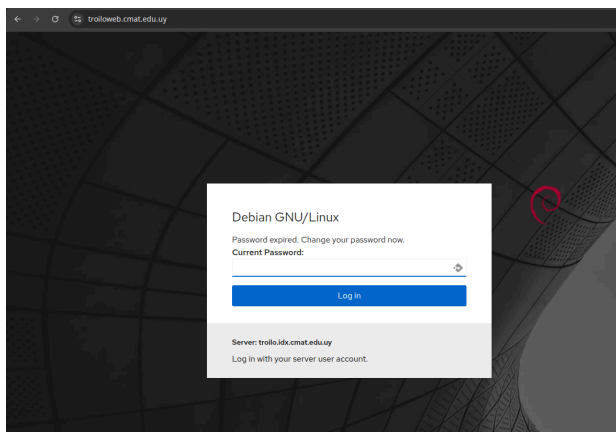 troiloweb.cmat.edu.uy
Debian GNU/Linux
Password expired. Change your password now.
Current Password:
Log in
Server: troilo.idx.cmat.edu.uy
Log in with your server user account.